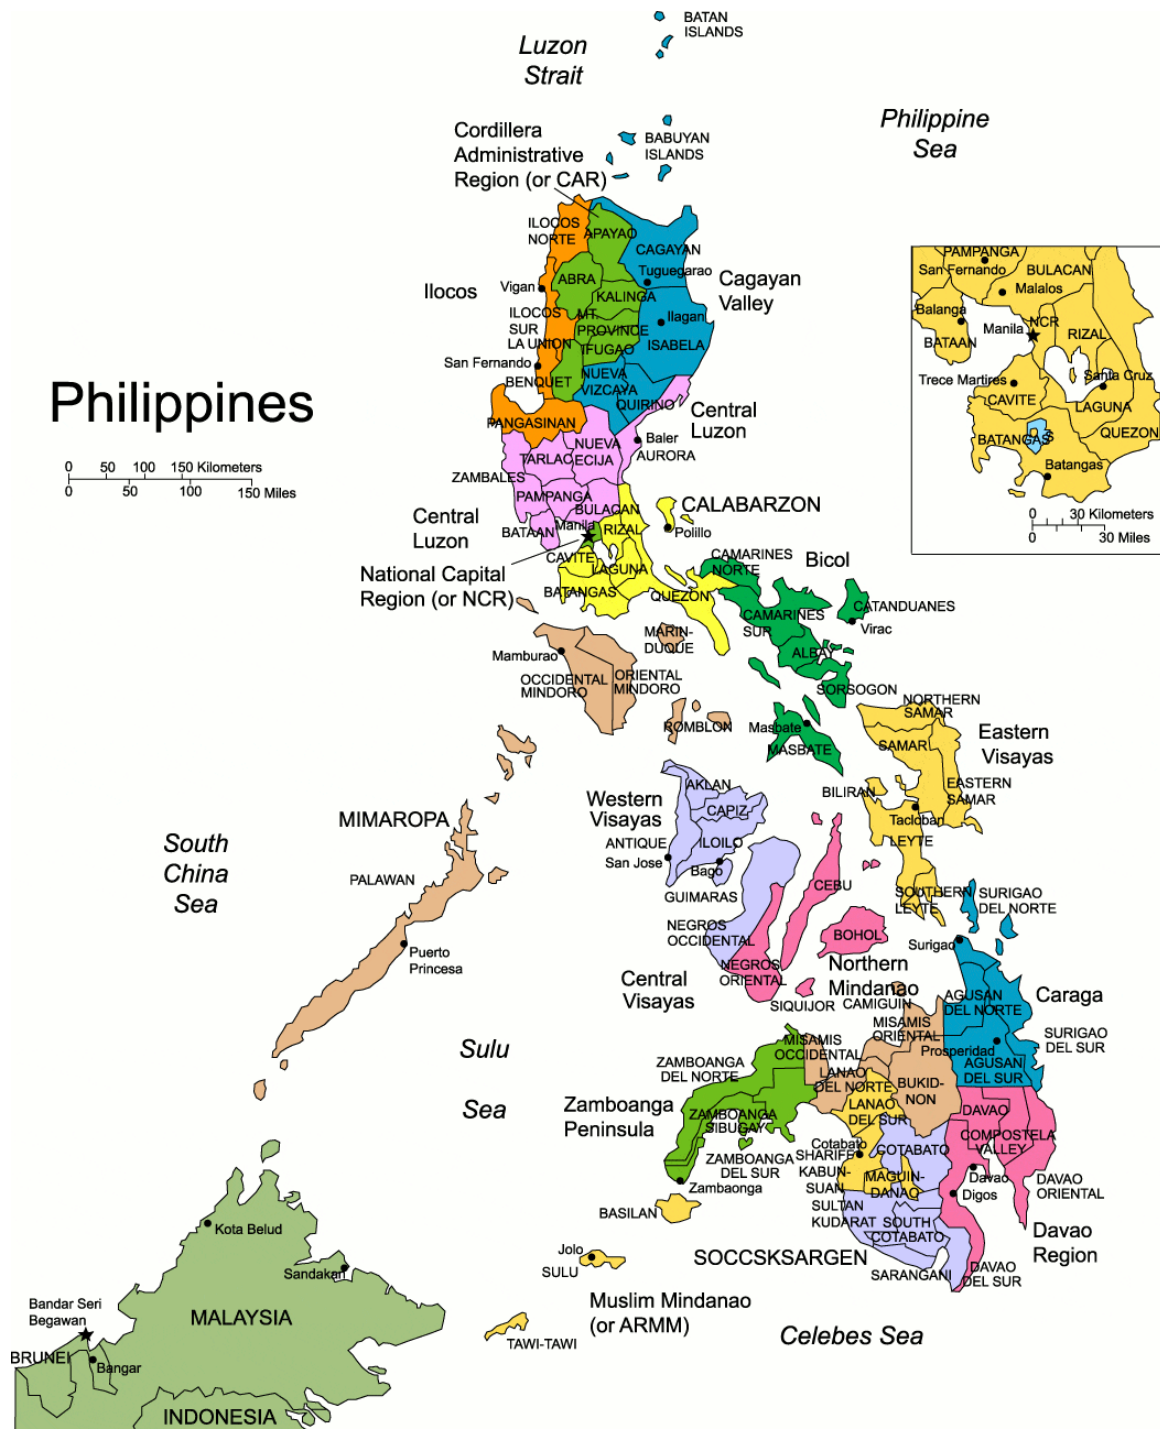 BATAN
ISLANDS
Luzon
Strait
Philippine
Sea
Cordillera
Administrative
Region (or CAR)
BABUYAN
ISLANDS
ILOCOS
NORTE
APAYAO
CAGAYAN
Tuguegarao
Cagayan
Valley
Ilocos
Vigan
ABRA
KALINGA
ILOCOS
SUR
MT.
PROVINCE
Ilagan
LA UNION
IFUGAO
ISABELA
San Fernando
BENQUET
NUEVA
VIZCAYA
QUIRINO
Philippines
PANGASINAN
Central
Luzon
Baler
AURORA
NUEVA
ECIJA
TARLAC
ZAMBALES
PAMPANGA
BULACAN
0 50 100 150 Kilometers
0 50 100 150 Miles
CALABARZON
Polillo
Central
Luzon
BATAAN
Manila
RIZAL
CAVITE
LAGUNA
BATANGAS
QUEZON
National Capital
Region (or NCR)
PAMPANGA
San Fernando
BULACAN
Malalos
Balanga
BATAAN
Manila
NCR
RIZAL
Trece Martires
Santa Cruz
CAVITE
LAGUNA
BATANGAS
QUEZON
Batangas
0 30 Kilometers
0 30 Miles
CAMARINES
NORTE
Bicol
CAMARINES
SUR
CATANDUANES
Virac
ALBAY
SORSOGON
MARIN-
DUQUE
Mamburao
OCCIDENTAL
MINDORO
ORIENTAL
MINDORO
ROMBLON
Masbate
MASBATE
NORTHERN
SAMAR
SAMAR
Eastern
Visayas
EASTERN
SAMAR
BILIRAN
Tacloban
LEYTE
SOUTHERN
LEYTE
MIMAROPA
PALAWAN
Puerto
Princesa
South
China
Sea
Western
Visayas
AKLAN
CAPIZ
ANTIQUE
ILOILO
San Jose
Bago
GUIMARAS
NEGROS
OCCIDENTAL
CEBU
BOHOL
NEGROS
ORIENTAL
Central
Visayas
SIQUIJOR
SURIGAO
DEL NORTE
Surigao
Northern
Mindanao
CAMIGUIN
AGUSAN
DEL NORTE
Caraga
MISAMIS
ORIENTAL
Prosperidad
SURIGAO
DEL SUR
AGUSAN
DEL SUR
Sulu
Sea
MISAMIS
OCCIDENTAL
ZAMBOANGA
DEL NORTE
LANAO
DEL NORTE
BUKID-
NON
LANAO
DEL SUR
Zamboanga
Peninsula
ZAMBOANGA
SIBUGAY
ZAMBOANGA
DEL SUR
Zambaonga
DAVAO
COMPOSTELA
VALLEY
Cotabato
COTABATO
SHARIFF
KABUN-
SUAN
MAGUIN-
DANAO
Davao
Digos
DAVAO
ORIENTAL
SULTAN
KUDARAT
SOUTH
COTABATO
Davao
Region
BASILAN
Jolo
SULU
SOCCSKSARGEN
SARANGANI
DAVAO
DEL SUR
Muslim Mindanao
(or ARMM)
TAWI-TAWI
Celebes Sea
Kota Belud
Sandakan
MALAYSIA
Bandar Seri
Begawan
BRUNEI
Bangar
INDONESIA